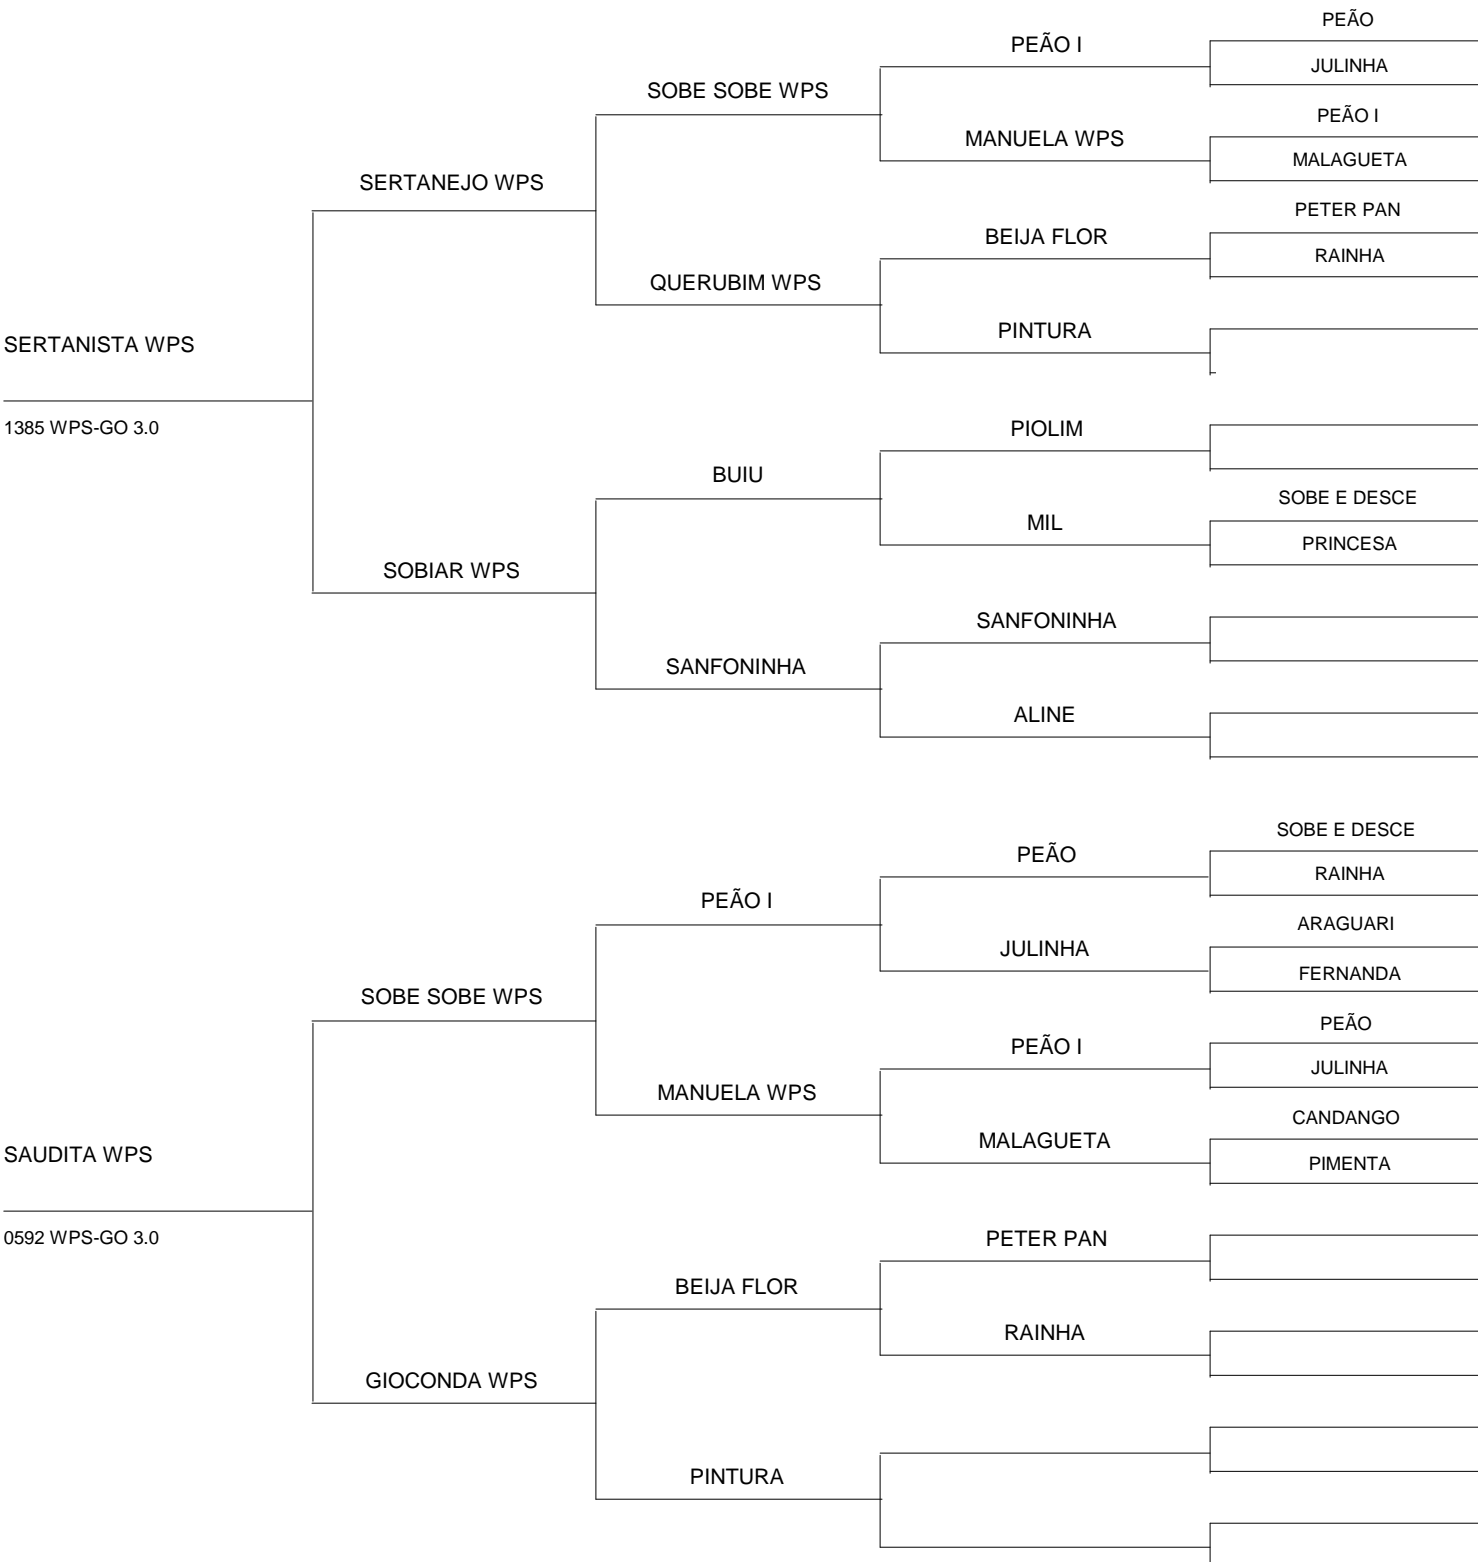 PEÃO
PEÃO I
JULINHA
SOBE SOBE WPS
PEÃO I
MANUELA WPS
MALAGUETA
SERTANEJO WPS
PETER PAN
BEIJA FLOR
RAINHA
QUERUBIM WPS
PINTURA
SERTANISTA WPS
1385 WPS-GO 3.0
PIOLIM
BUIU
SOBE E DESCE
MIL
PRINCESA
SOBIAR WPS
SANFONINHA
SANFONINHA
ALINE
SOBE E DESCE
PEÃO
RAINHA
PEÃO I
ARAGUARI
JULINHA
FERNANDA
SOBE SOBE WPS
PEÃO
PEÃO I
JULINHA
MANUELA WPS
CANDANGO
MALAGUETA
PIMENTA
SAUDITA WPS
0592 WPS-GO 3.0
PETER PAN
BEIJA FLOR
RAINHA
GIOCONDA WPS
PINTURA